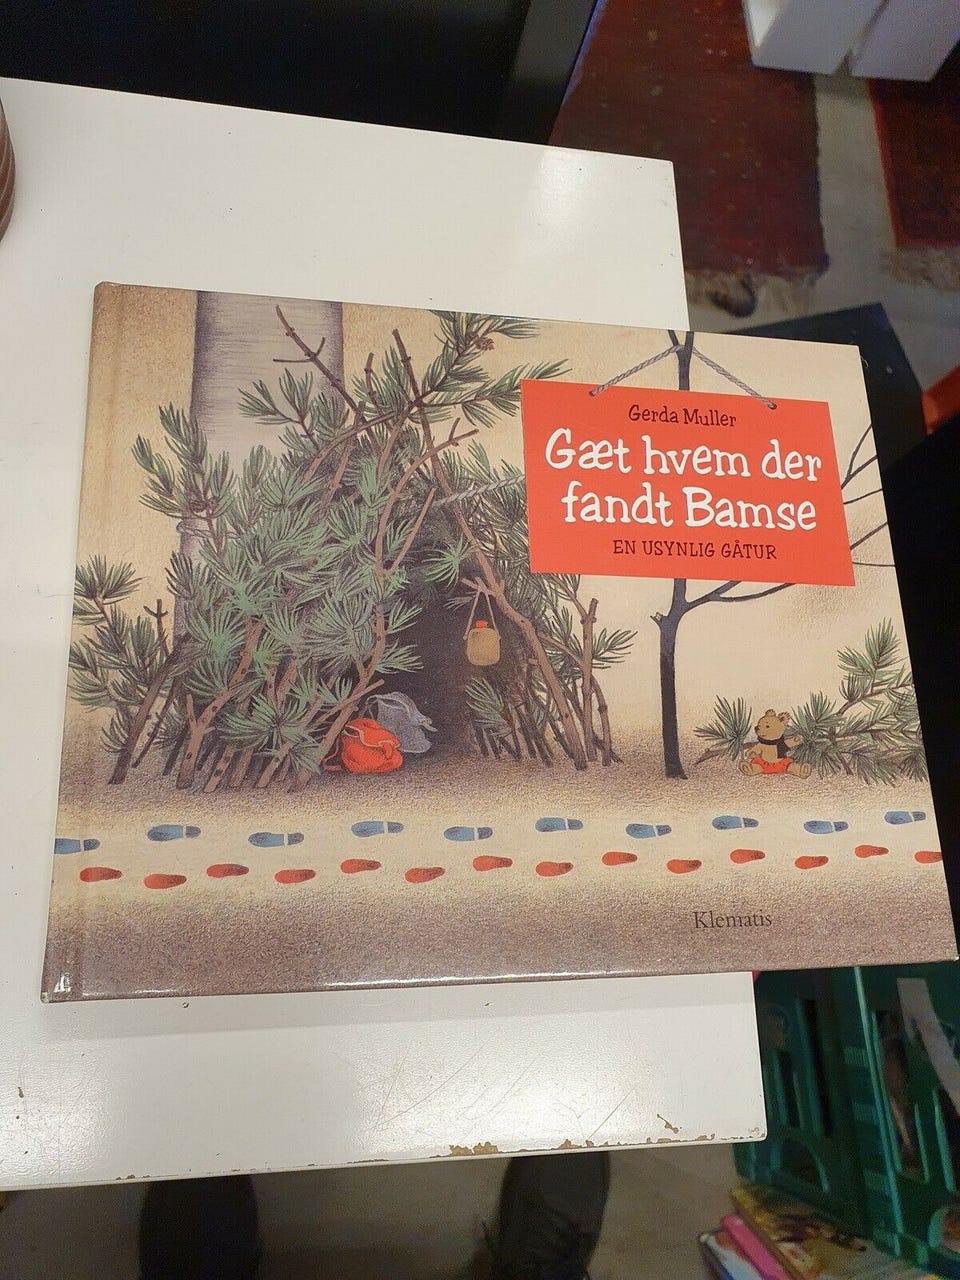 Gerda Muller
Gæt hvem der
fandt Bamse
EN USYNLIG GÅTUR
Klematis